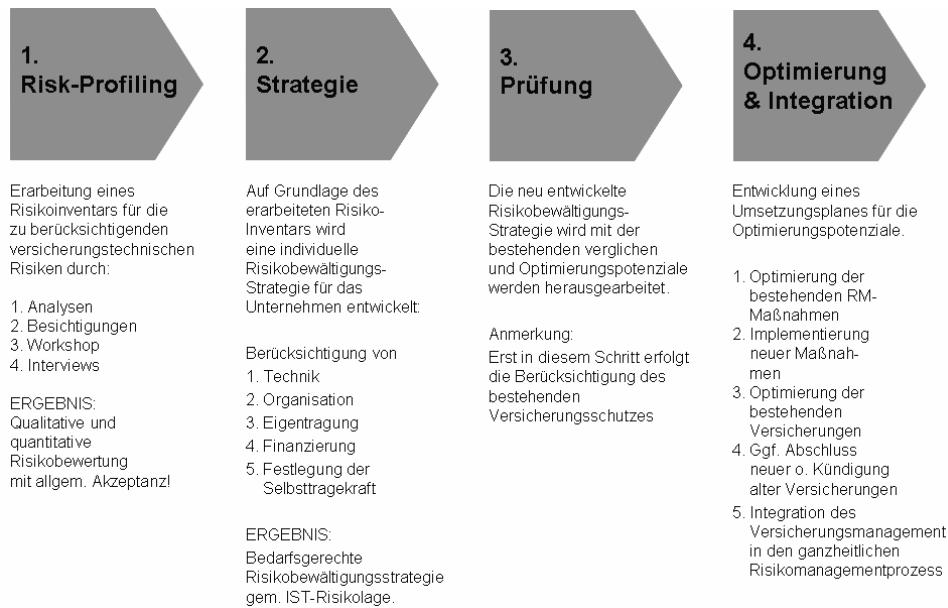 1.
Risk-Profiling
Erarbeitung eines
Risikoinventars für die
zu berücksichtigenden
versicherungstechnischen
Risiken durch:
1. Analysen
2. Besichtigungen
3. Workshop
4. Interviews
ERGEBNIS:
Qualitative und
quantitative
Risikobewertung
mit allgem. Akzeptanz!
2.
Strategie
Auf Grundlage des
erarbeiteten Risiko-
Inventars wird
eine individuelle
Risikobewältigungs-
Strategie für das
Unternehmen entwickelt:
Berücksichtigung von
1. Technik
2. Organisation
3. Eigentragung
4. Finanzierung
5. Festlegung der
Selbsttragekraft
ERGEBNIS:
Bedarfsgerechte
Risikobewältigungsstrategie
gem. IST-Risikolage.
3.
Prüfung
Die neu entwickelte
Risikobewältigungs-
Strategie wird mit der
bestehenden verglichen
und Optimierungspotenziale
werden herausgearbeitet.
Anmerkung:
Erst in diesem Schritt erfolgt
die Berücksichtigung des
bestehenden
Versicherungsschutzes
4.
Optimierung
& Integration
Entwicklung eines
Umsetzungsplanes für die
Optimierungspotenziale.
1. Optimierung der
bestehenden RM-
Maßnahmen
2. Implementierung
neuer Maßnah-
men
3. Optimierung der
bestehenden
Versicherungen
4. Ggf. Abschluss
neuer o. Kündigung
alter Versicherungen
5. Integration des
Versicherungsmanagement
in den ganzheitlichen
Risikomanagementprozess